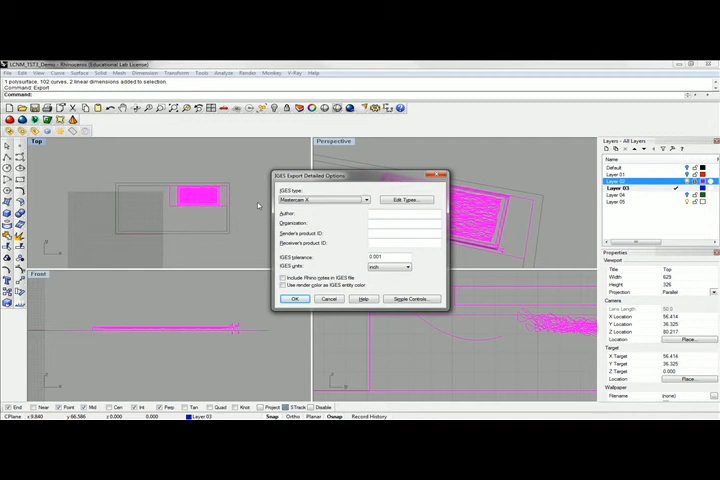 LCNM_TST3_Demo - Rhinoceros (Educational Lab License)
File Edit View Curve Surface Solid Mesh Dimension Transform Tools Analyze Render Monkey V-Ray Help
1 polysurface, 102 curves, 2 linear dimensions added to selection.
Command: Export
Command:
Top
Perspective
Front
IGES Export Detailed Options
IGES type:
Mastercam X
Edit Types...
Author:
Organization:
Sender's product ID:
Receiver's product ID:
IGES tolerance:
0.001
IGES units:
inch
Include Rhino notes in IGES file
Use render color as IGES entity color
OK
Cancel
Help
Simple Controls...
Layers - All Layers
Name
Default
Layer 01
Layer 02
Layer 03
Layer 04
Layer 05
Properties
Viewport
Title Top
Width 629
Height 326
Projection Parallel
Camera
Lens Length 50.0
X Location 56.414
Y Location 36.325
Z Location 80.217
Location Place...
Target
X Target 56.414
Y Target 36.325
Z Target 0.000
Location Place...
Wallpaper
Filename (none)
End Near Point Mid Cen Int Perp Tan Quad Knot Project STrack Disable
CPlane x 9.840 y 66.586 z 0.000 0.000 Layer 03 Snap Ortho Planar Osnap Record History